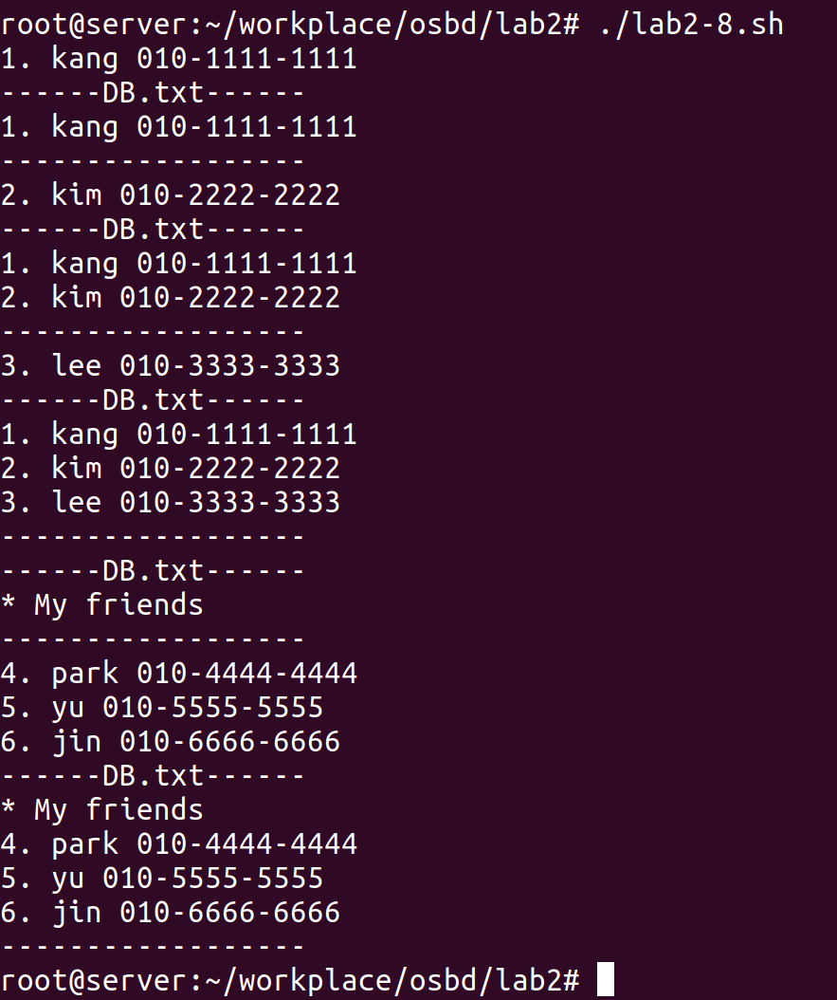 root@server:~/workplace/osbd/lab2# ./lab2-8.sh
1. kang 010-1111-1111
------DB.txt------
1. kang 010-1111-1111
------------------
2. kim 010-2222-2222
------DB.txt------
1. kang 010-1111-1111
2. kim 010-2222-2222
------------------
3. lee 010-3333-3333
------DB.txt------
1. kang 010-1111-1111
2. kim 010-2222-2222
3. lee 010-3333-3333
------------------
------DB.txt------
* My friends
------------------
4. park 010-4444-4444
5. yu 010-5555-5555
6. jin 010-6666-6666
------DB.txt------
* My friends
4. park 010-4444-4444
5. yu 010-5555-5555
6. jin 010-6666-6666
------------------
root@server:~/workplace/osbd/lab2#